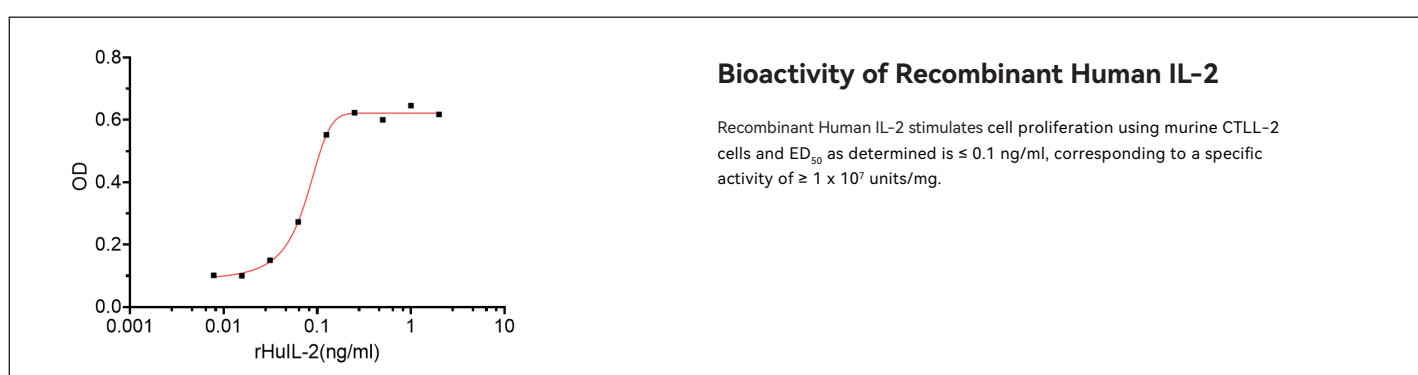 0.8
0.6
0.4
0.2
0.0
OD
0.001 0.01 0.1 1 10
rHuIL-2(ng/ml)
Bioactivity of Recombinant Human IL-2
Recombinant Human IL-2 stimulates cell proliferation using murine CTLL-2
cells and ED₅₀ as determined is ≤ 0.1 ng/ml, corresponding to a specific
activity of ≥ 1 x 10⁷ units/mg.